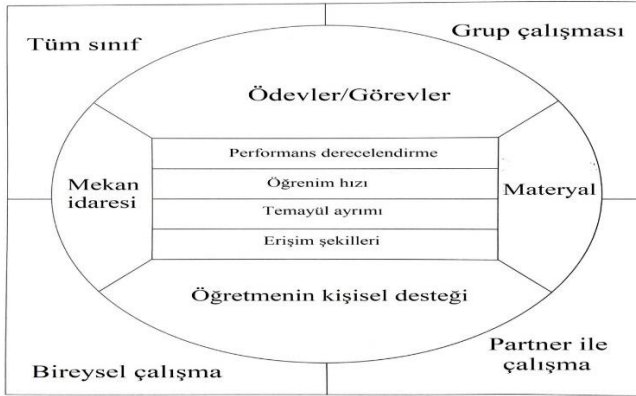 Tüm sınıf
Grup çalışması
Ödevler/Görevler
Performans derecelendirme
Mekan
idaresi
Öğrenim hızı
Materyal
Temayül ayrımı
Erişim şekilleri
Öğretmenin kişisel desteği
Bireysel çalışma
Partner ile
çalışma